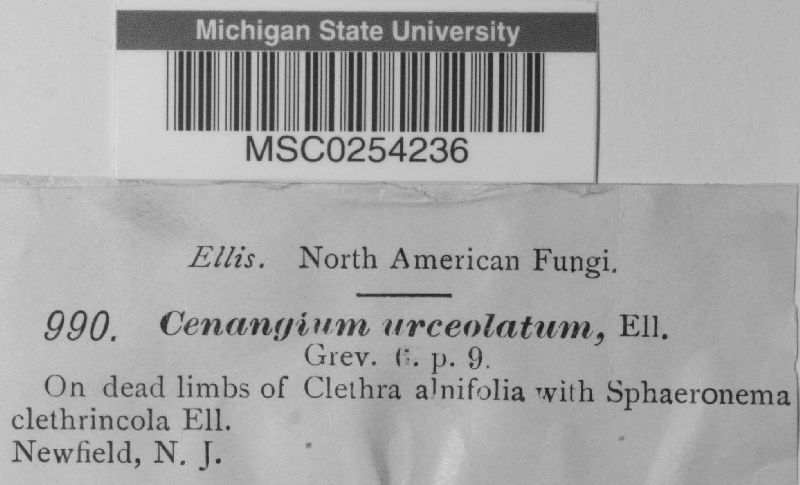 Michigan State University
MSC0254236
Ellis. North American Fungi.
990. Cenangium urceolatum, Ell.
Grev. 6. p. 9.
On dead limbs of Clethra alnifolia with Sphaeronema
clethrincola Ell.
Newfield, N. J.